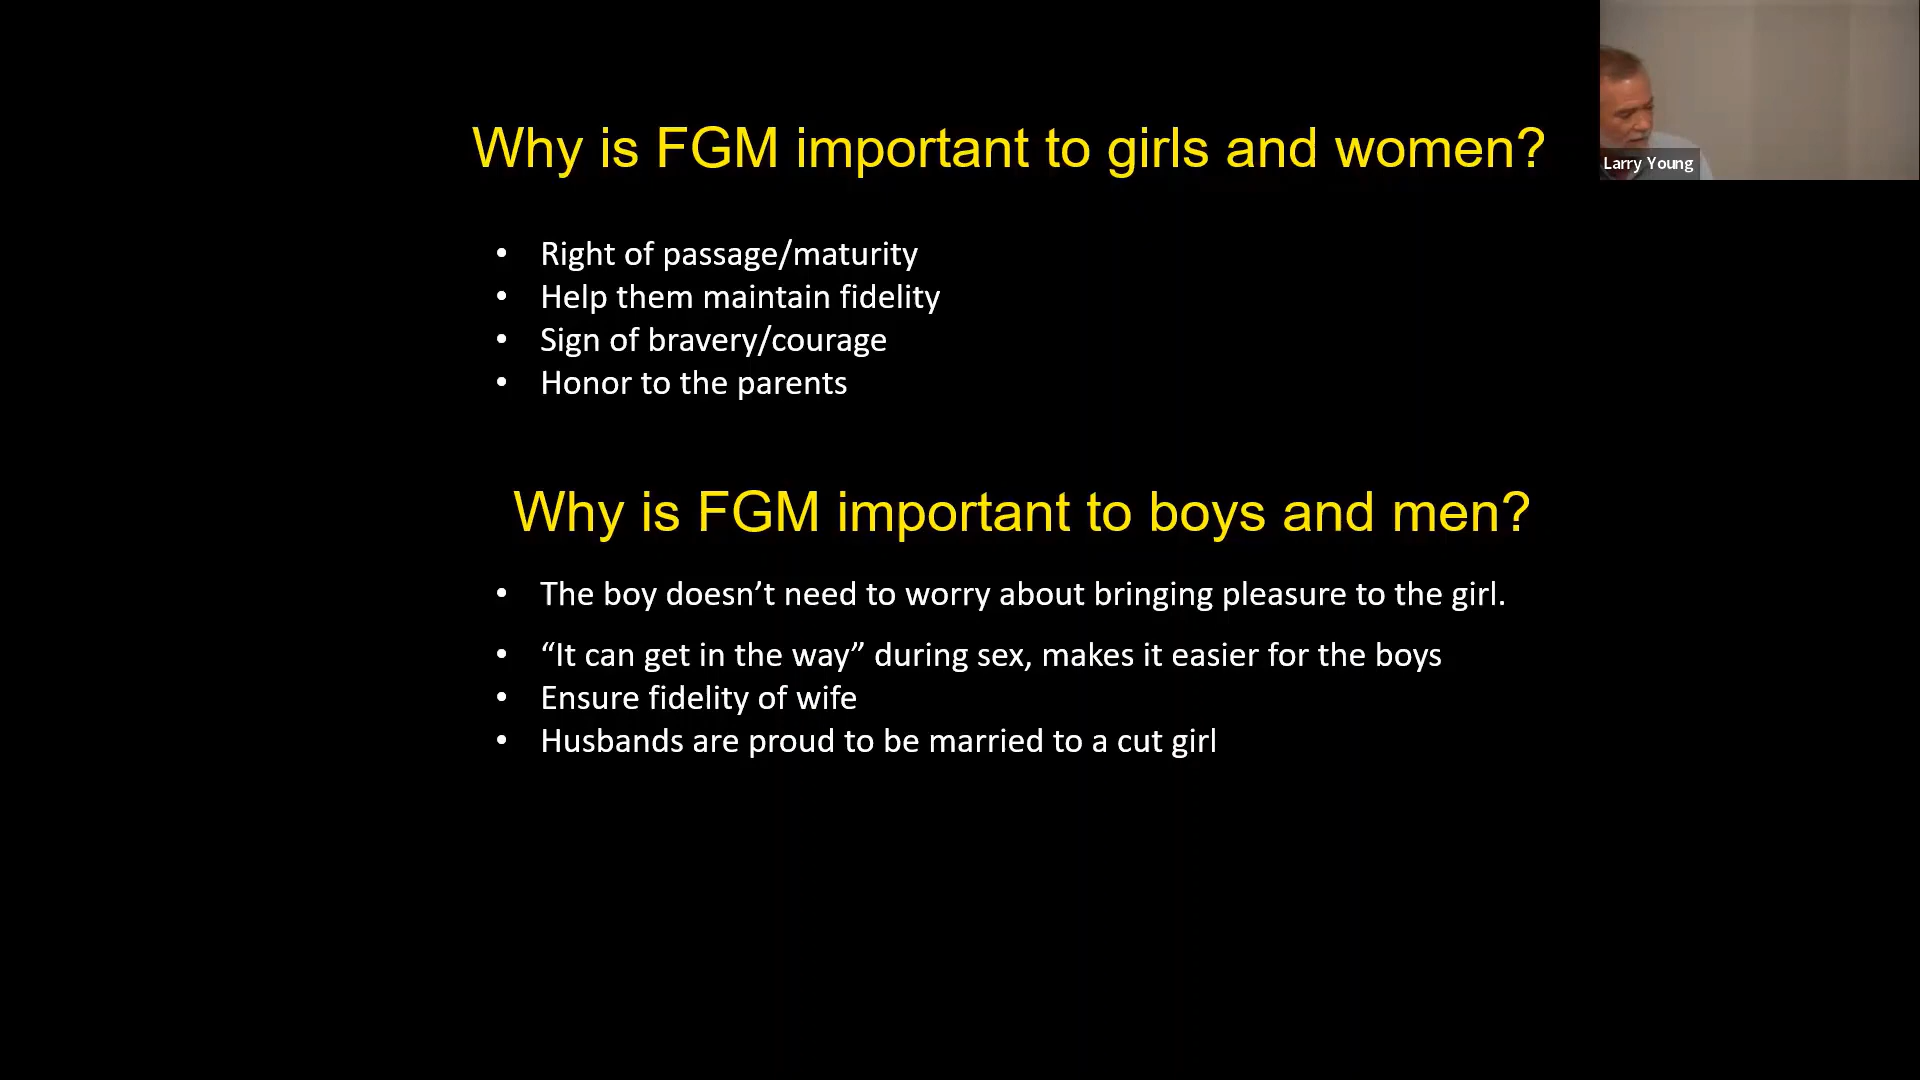 Why is FGM important to girls and women?
Larry Young
• Right of passage/maturity
• Help them maintain fidelity
• Sign of bravery/courage
• Honor to the parents
Why is FGM important to boys and men?
• The boy doesn’t need to worry about bringing pleasure to the girl.
• “It can get in the way” during sex, makes it easier for the boys
• Ensure fidelity of wife
• Husbands are proud to be married to a cut girl